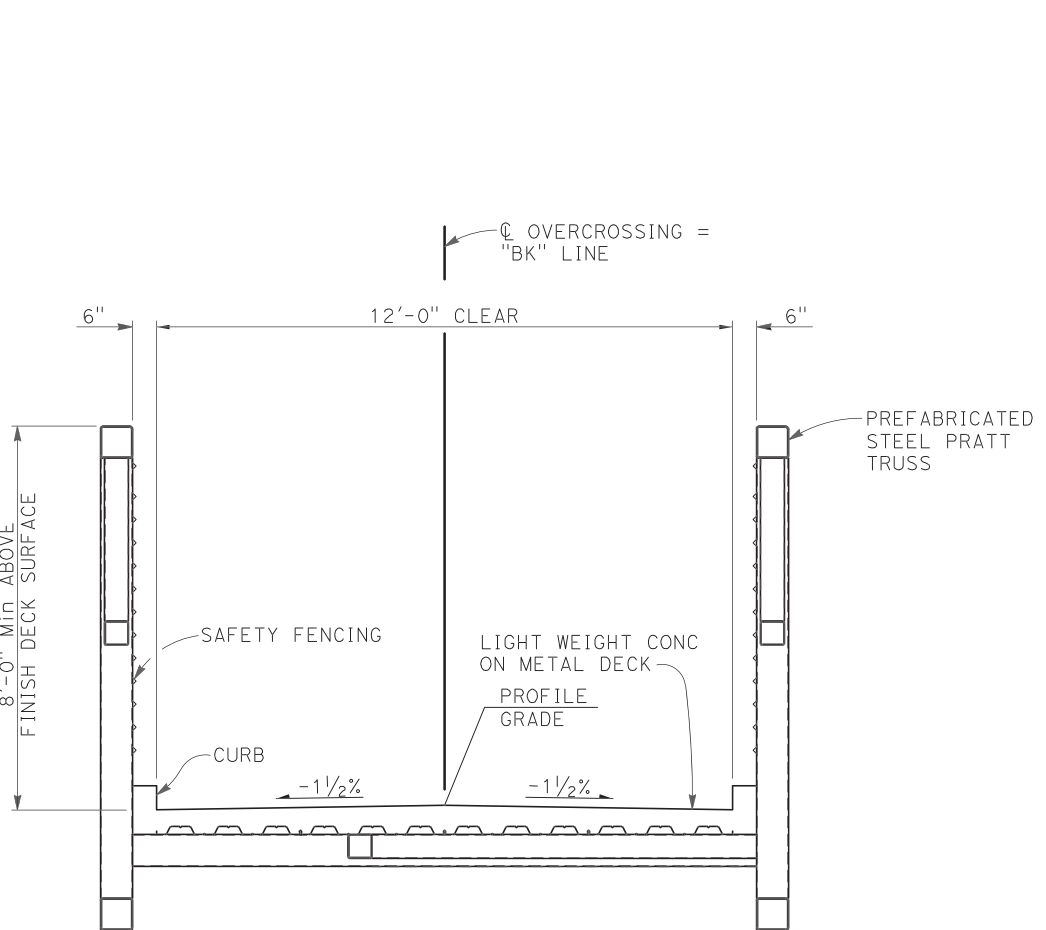 ℄ OVERCROSSING =
"BK" LINE
6"
12'-0" CLEAR
6"
PREFABRICATED
STEEL PRATT
TRUSS
8'-0" Min ABOVE
FINISH DECK SURFACE
SAFETY FENCING
LIGHT WEIGHT CONC
ON METAL DECK
PROFILE
GRADE
CURB
-1½%
-1½%